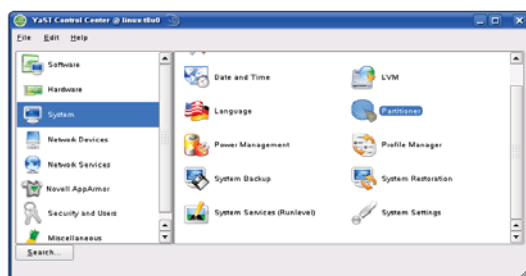 YaST Control Center @ linux-t8u0
File Edit Help
Software
Hardware
System
Network Devices
Network Services
Novell AppArmor
Security and Users
Miscellaneous
Date and Time
LVM
Language
Partitioner
Power Management
Profile Manager
System Backup
System Restoration
System Services (Runlevel)
System Settings
Search...